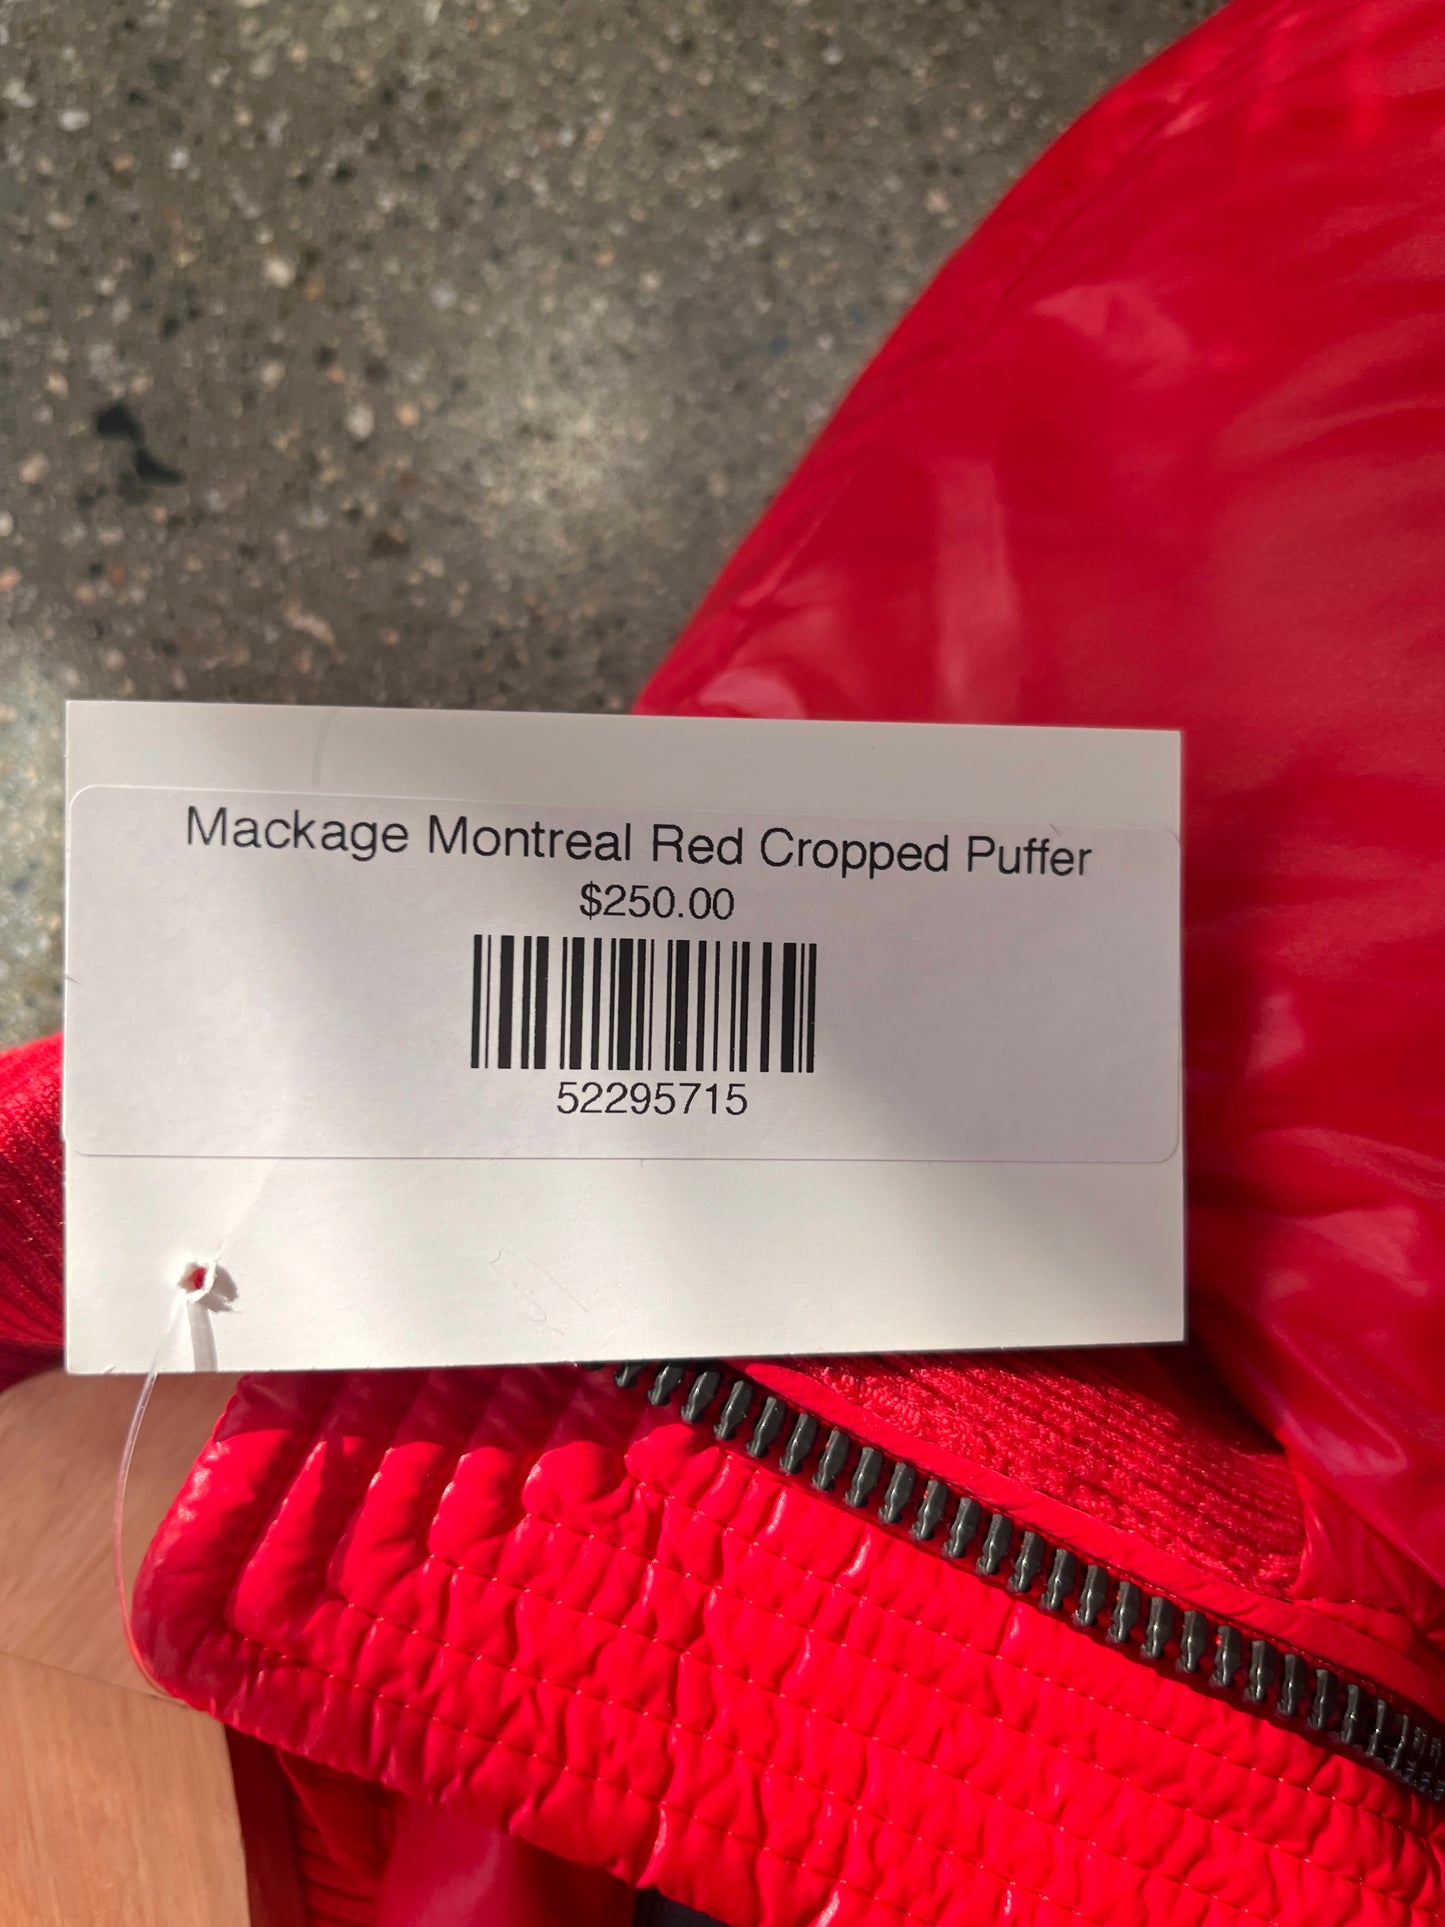 Mackage Montreal Red Cropped Puffer
$250.00
52295715